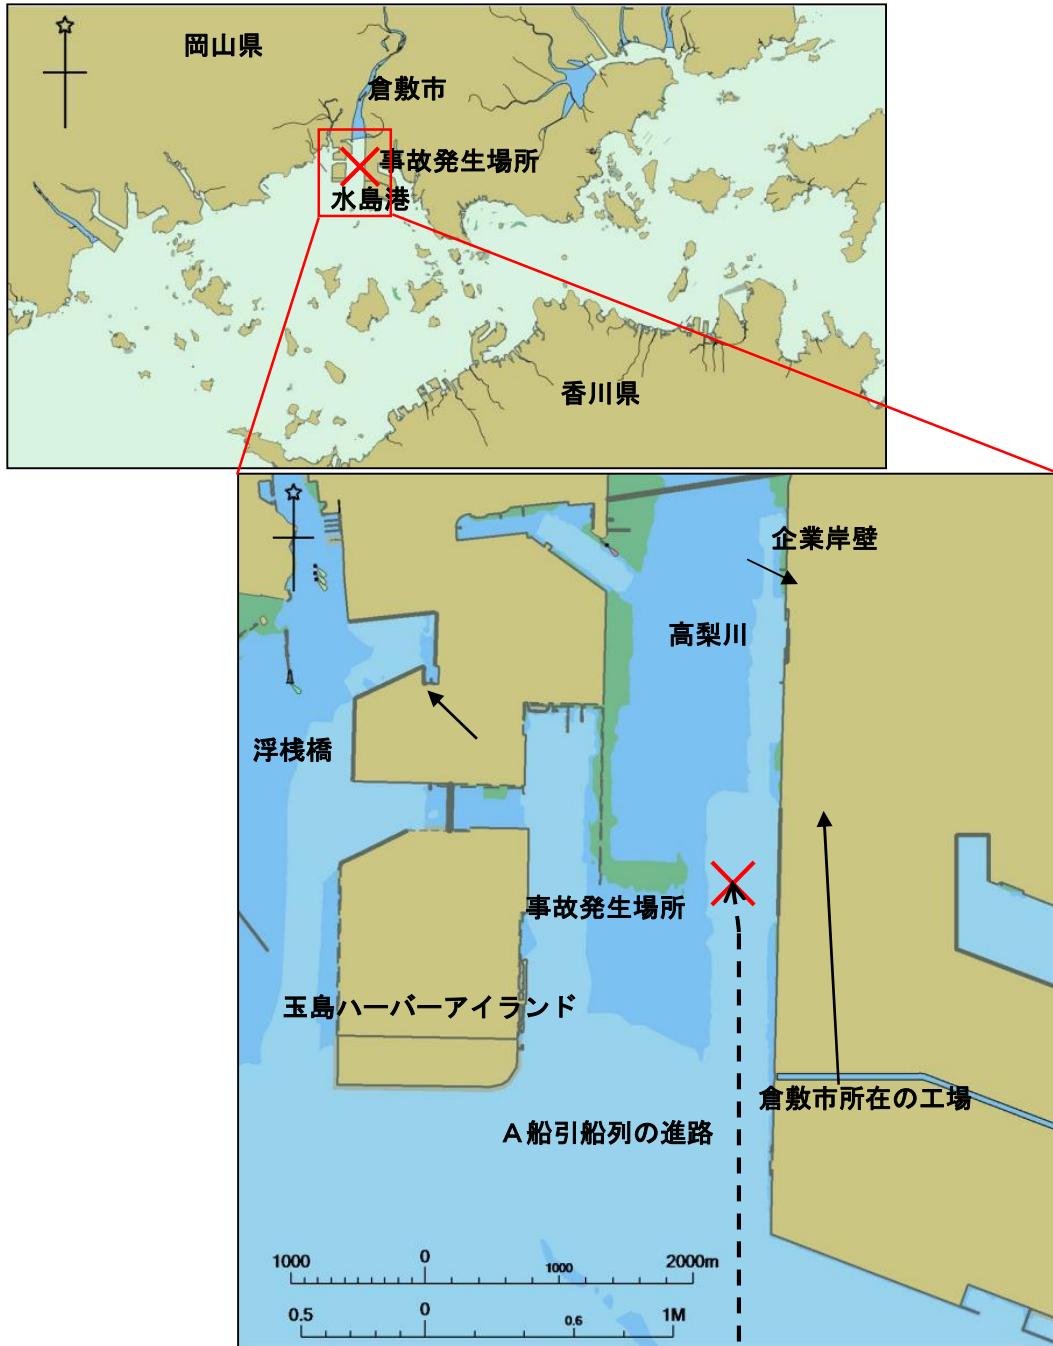 岡山県
倉敷市
事故発生場所
水島港
香川県
企業岸壁
高梨川
浮桟橋
事故発生場所
玉島ハーバーアイランド
倉敷市所在の工場
A船引船列の進路
1000 0 1000 2000m
0.5 0 0.6 1M